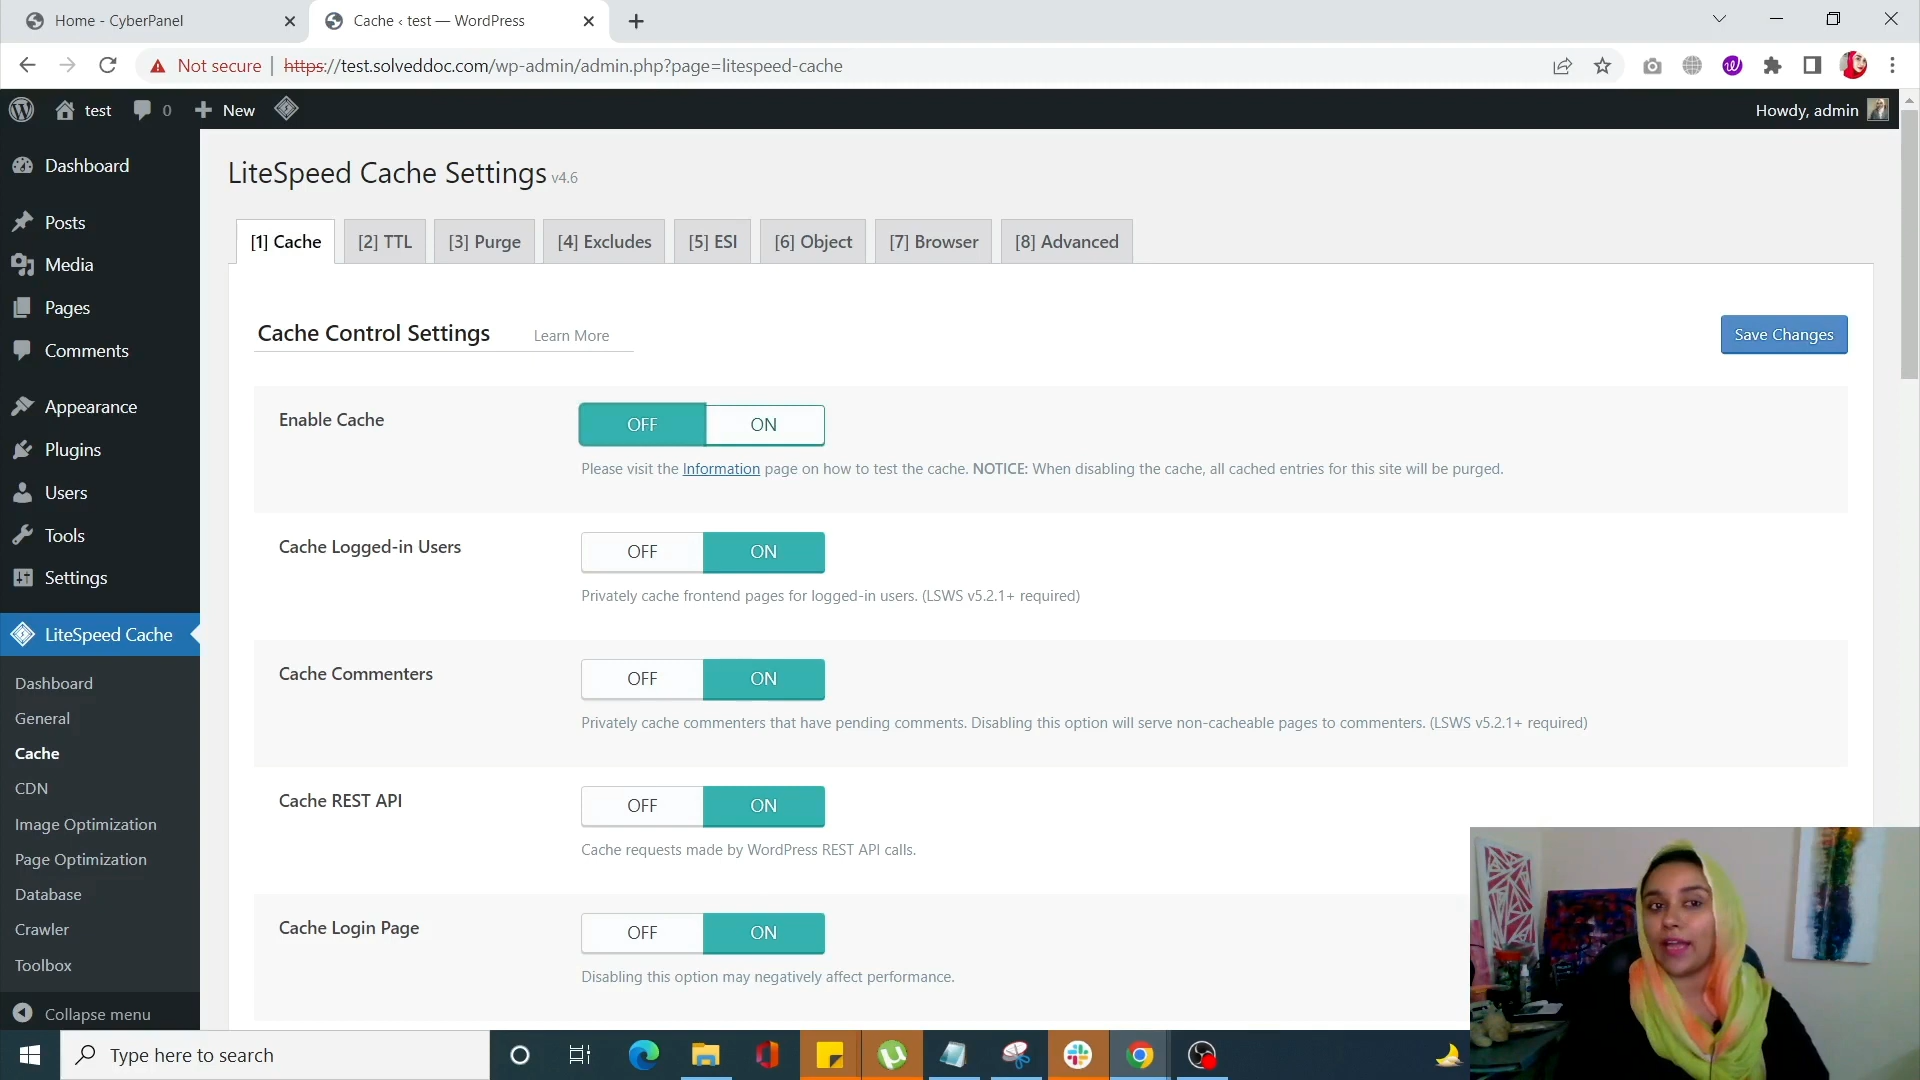 Home - CyberPanel
Cache ‹ test — WordPress
Not secure | https://test.solveddoc.com/wp-admin/admin.php?page=litespeed-cache
test
0
New
Howdy, admin
Dashboard
Posts
Media
Pages
Comments
Appearance
Plugins
Users
Tools
Settings
LiteSpeed Cache
Dashboard
General
Cache
CDN
Image Optimization
Page Optimization
Database
Crawler
Toolbox
Collapse menu
LiteSpeed Cache Settings v4.6
[1] Cache
[2] TTL
[3] Purge
[4] Excludes
[5] ESI
[6] Object
[7] Browser
[8] Advanced
Cache Control Settings
Learn More
Save Changes
Enable Cache
OFF ON
Please visit the Information page on how to test the cache. NOTICE: When disabling the cache, all cached entries for this site will be purged.
Cache Logged-in Users
OFF ON
Privately cache frontend pages for logged-in users. (LSWS v5.2.1+ required)
Cache Commenters
OFF ON
Privately cache commenters that have pending comments. Disabling this option will serve non-cacheable pages to commenters. (LSWS v5.2.1+ required)
Cache REST API
OFF ON
Cache requests made by WordPress REST API calls.
Cache Login Page
OFF ON
Disabling this option may negatively affect performance.
Type here to search